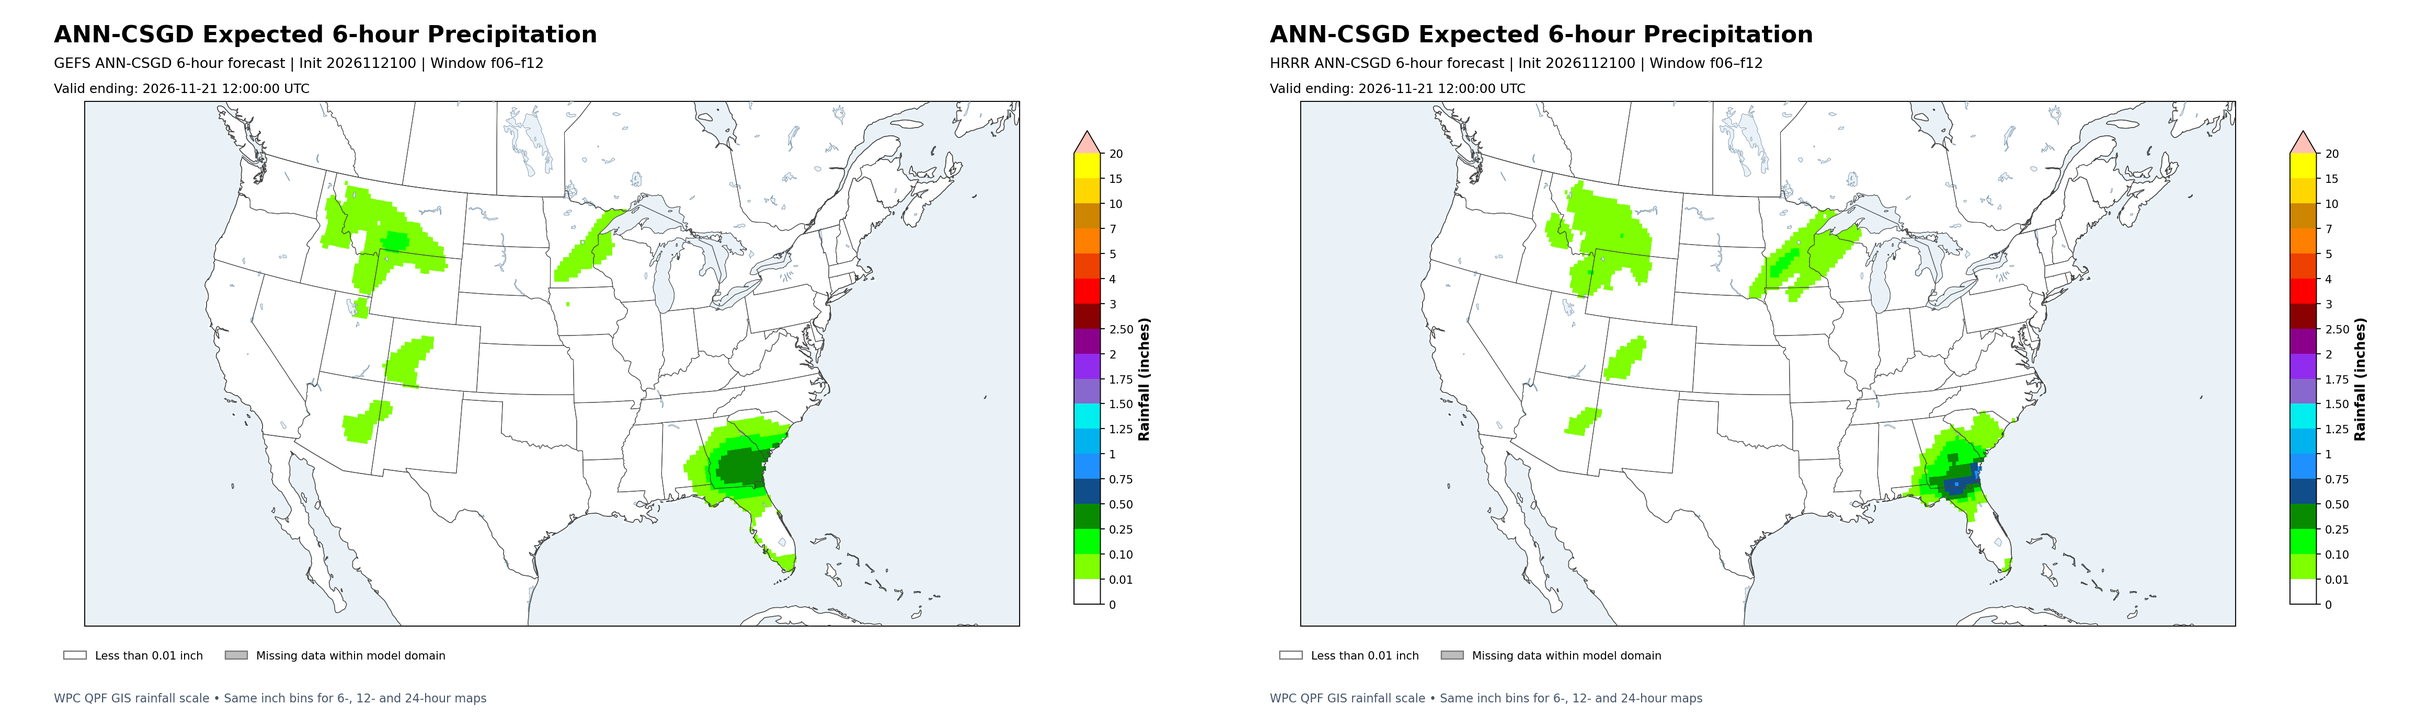 ANN-CSGD Expected 6-hour Precipitation
GEFS ANN-CSGD 6-hour forecast | Init 2026112100 | Window f06–f12
Valid ending: 2026-11-21 12:00:00 UTC
20
15
10
7
5
4
3
2.50
2
1.75
1.50
1.25
1
0.75
0.50
0.25
0.10
0.01
0
Rainfall (inches)
Less than 0.01 inch
Missing data within model domain
WPC QPF GIS rainfall scale • Same inch bins for 6-, 12- and 24-hour maps
ANN-CSGD Expected 6-hour Precipitation
HRRR ANN-CSGD 6-hour forecast | Init 2026112100 | Window f06–f12
Valid ending: 2026-11-21 12:00:00 UTC
20
15
10
7
5
4
3
2.50
2
1.75
1.50
1.25
1
0.75
0.50
0.25
0.10
0.01
0
Rainfall (inches)
Less than 0.01 inch
Missing data within model domain
WPC QPF GIS rainfall scale • Same inch bins for 6-, 12- and 24-hour maps